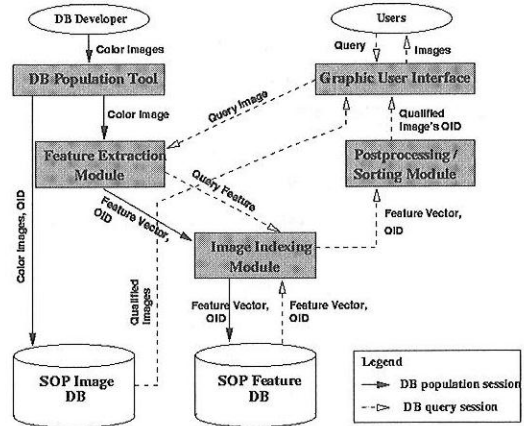 DB Developer
Users
Color Images
Query
Images
DB Population Tool
Graphic User Interface
Color Image
Query Image
Qualified
Image's OID
Feature Extraction
Module
Postprocessing /
Sorting Module
Query Feature
Feature Vector,
OID
Feature Vector,
OID
Color Images, OID
Image Indexing
Module
Qualified
Images
Feature Vector,
OID
Feature Vector,
OID
SOP Image
DB
SOP Feature
DB
Legend
DB population session
DB query session